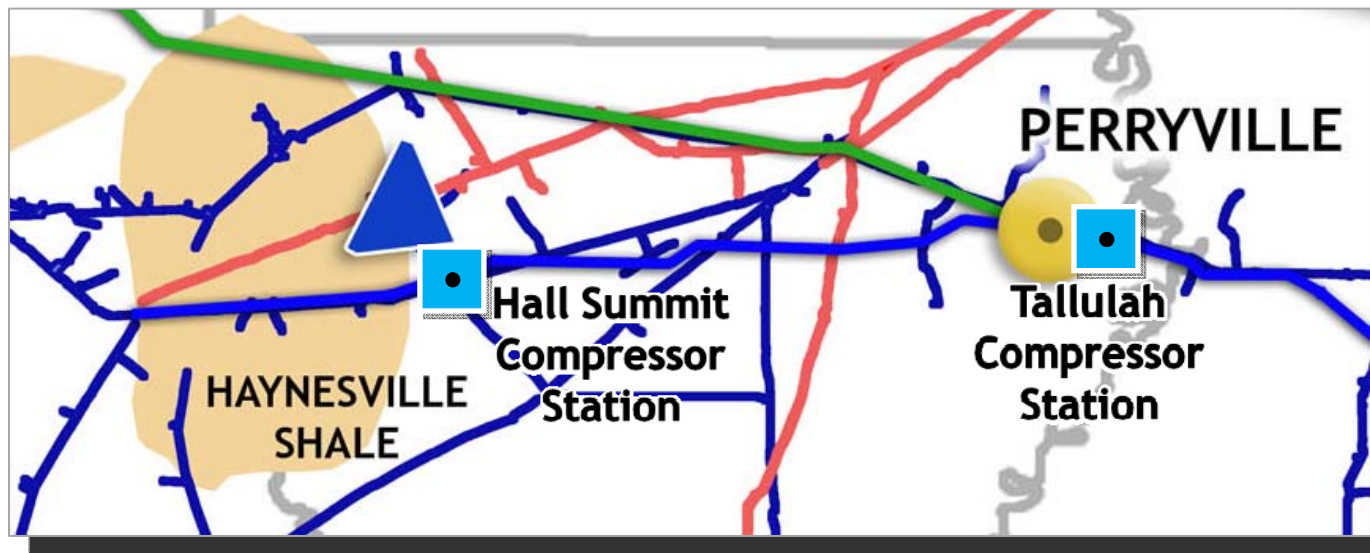 PERRYVILLE
Hall Summit
Compressor
Station
Tallulah
Compressor
Station
HAYNESVILLE
SHALE